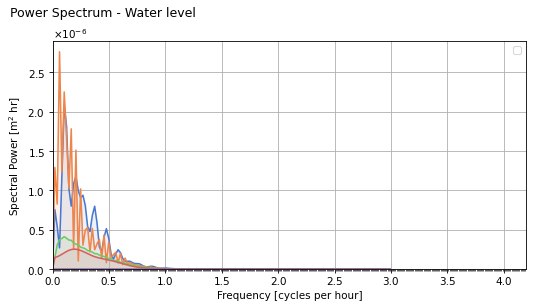 Power Spectrum - Water level
×10⁻⁶
2.5
2.0
1.5
1.0
0.5
0.0
Spectral Power [m² hr]
0.0 0.5 1.0 1.5 2.0 2.5 3.0 3.5 4.0
Frequency [cycles per hour]